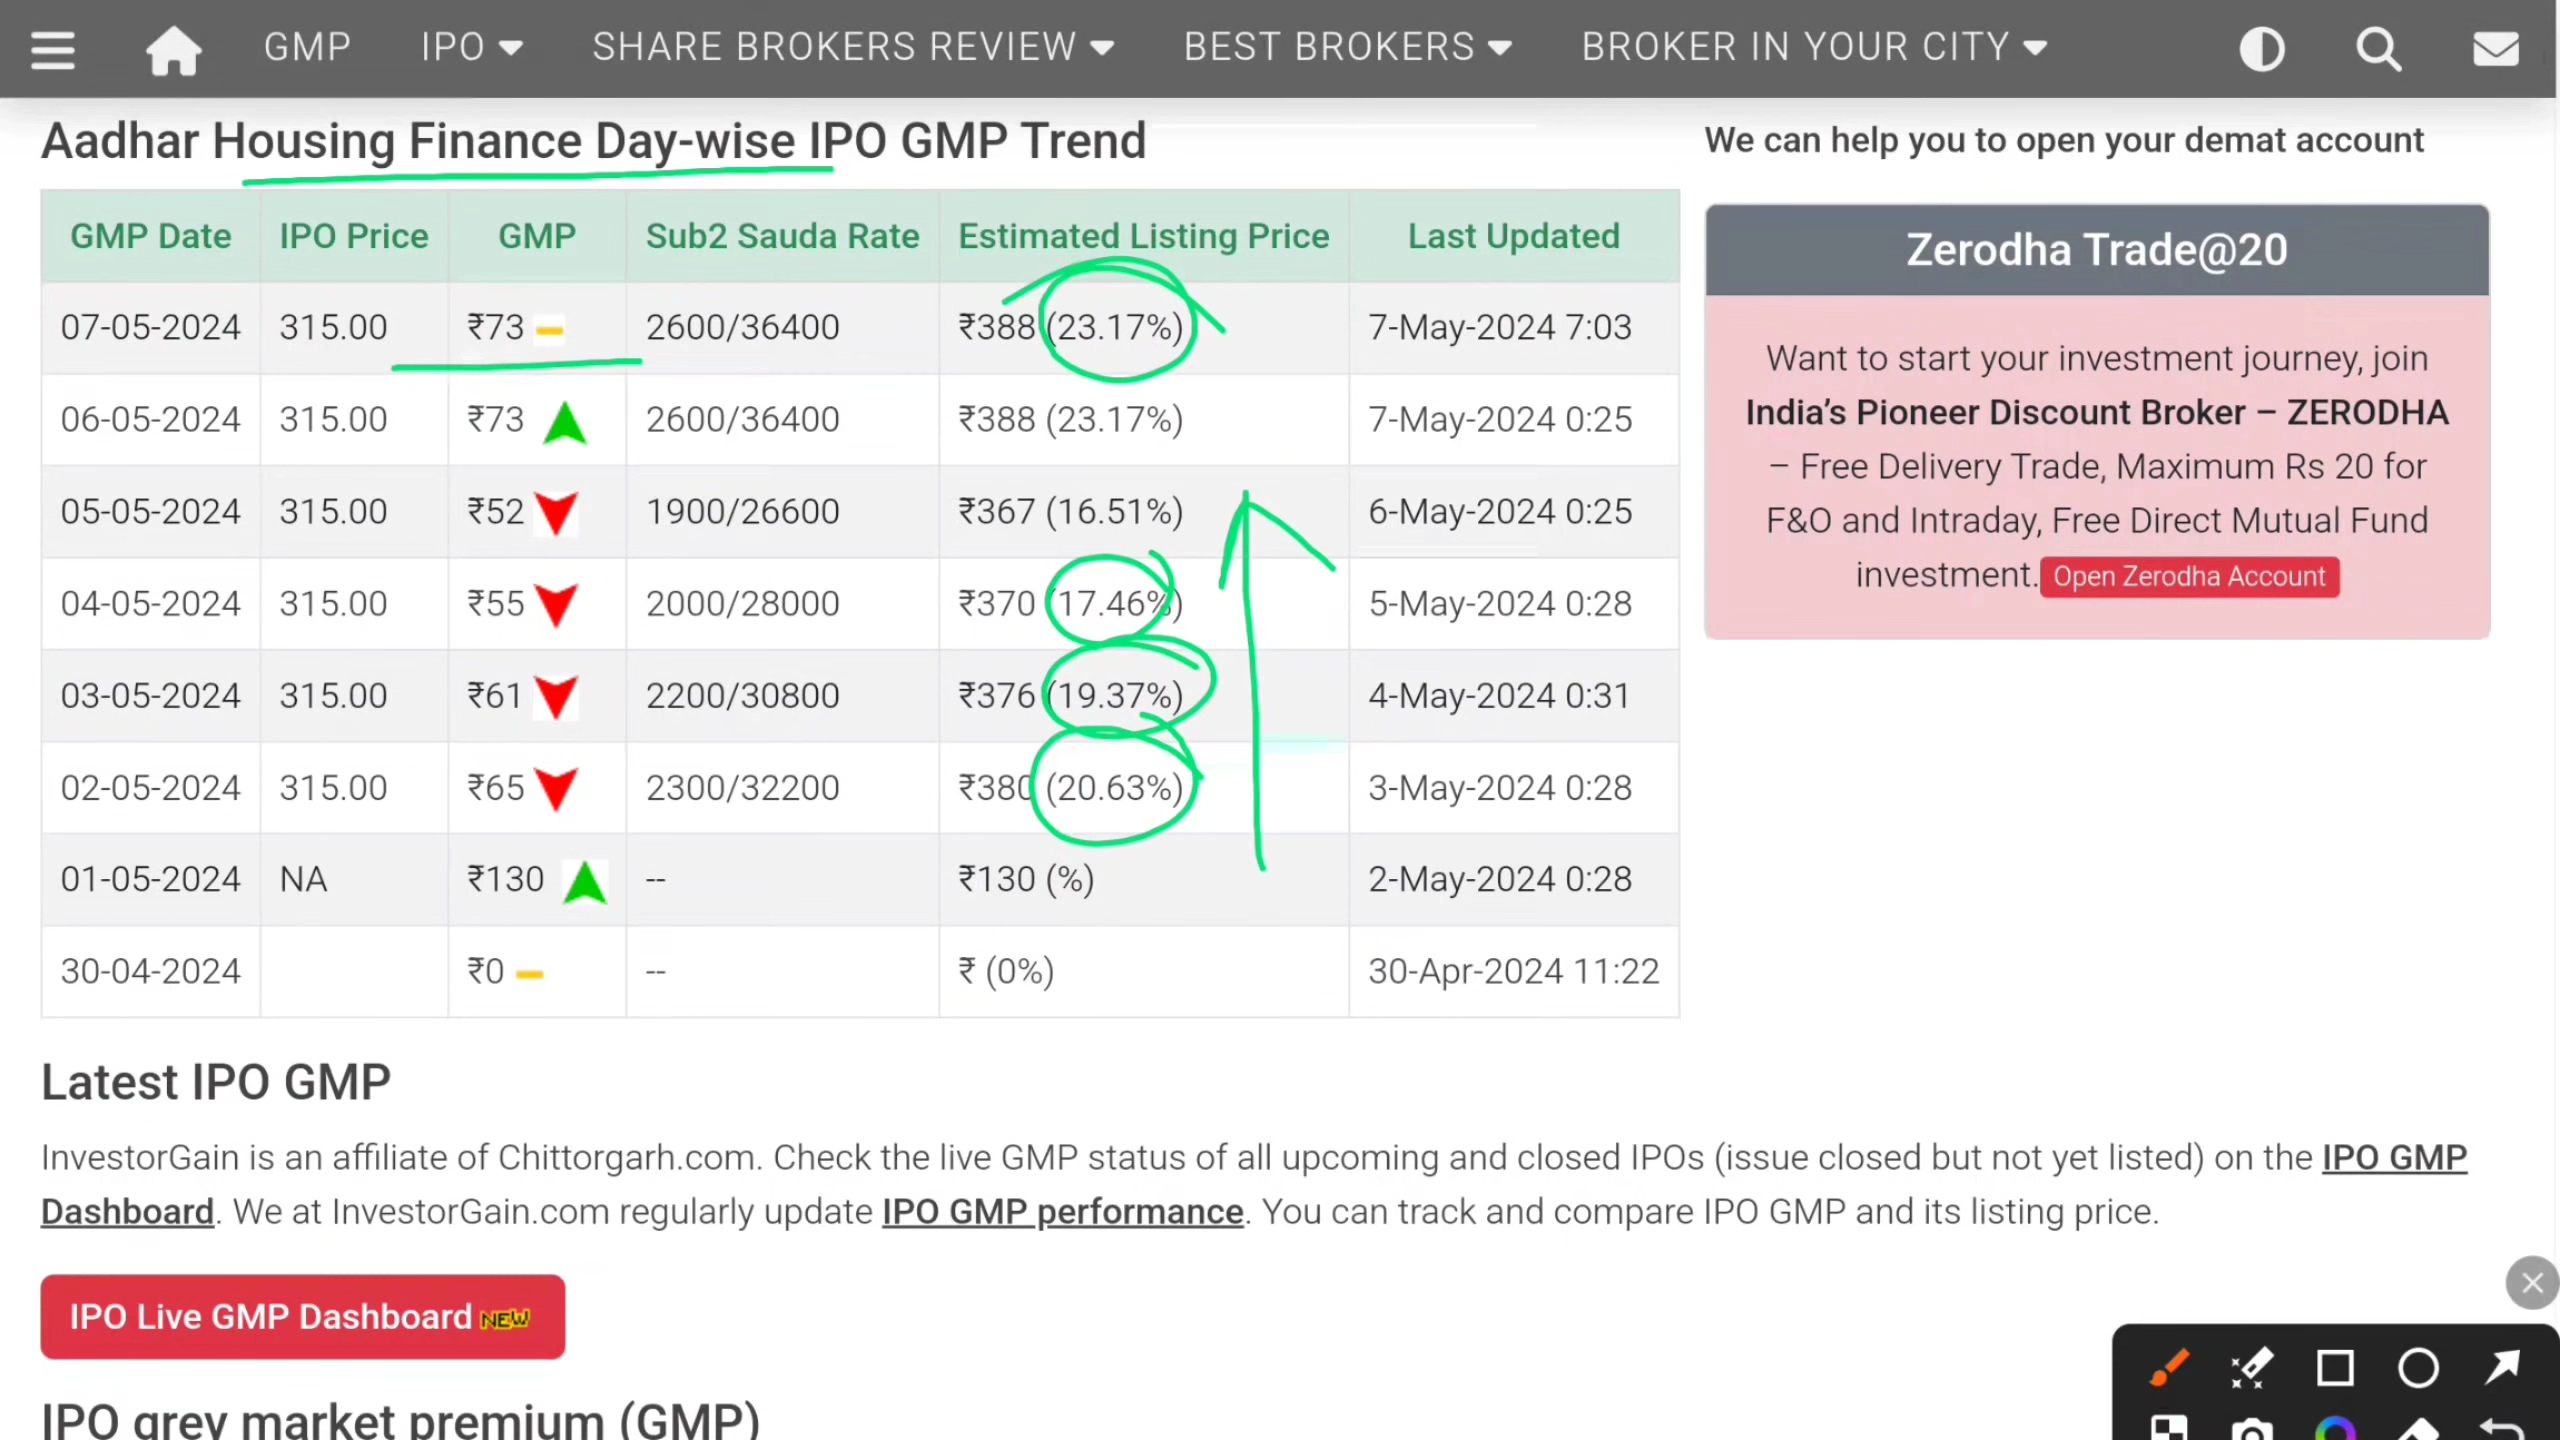 GMP IPO SHARE BROKERS REVIEW BEST BROKERS BROKER IN YOUR CITY
Aadhar Housing Finance Day-wise IPO GMP Trend
GMP Date IPO Price GMP Sub2 Sauda Rate Estimated Listing Price Last Updated
07-05-2024 315.00 ₹73 2600/36400 ₹388 (23.17%) 7-May-2024 7:03
06-05-2024 315.00 ₹73 2600/36400 ₹388 (23.17%) 7-May-2024 0:25
05-05-2024 315.00 ₹52 1900/26600 ₹367 (16.51%) 6-May-2024 0:25
04-05-2024 315.00 ₹55 2000/28000 ₹370 (17.46%) 5-May-2024 0:28
03-05-2024 315.00 ₹61 2200/30800 ₹376 (19.37%) 4-May-2024 0:31
02-05-2024 315.00 ₹65 2300/32200 ₹380 (20.63%) 3-May-2024 0:28
01-05-2024 NA ₹130 -- ₹130 (%) 2-May-2024 0:28
30-04-2024 ₹0 -- ₹ (0%) 30-Apr-2024 11:22
We can help you to open your demat account
Zerodha Trade@20
Want to start your investment journey, join
India’s Pioneer Discount Broker – ZERODHA
– Free Delivery Trade, Maximum Rs 20 for
F&O and Intraday, Free Direct Mutual Fund
investment. Open Zerodha Account
Latest IPO GMP
InvestorGain is an affiliate of Chittorgarh.com. Check the live GMP status of all upcoming and closed IPOs (issue closed but not yet listed) on the IPO GMP
Dashboard. We at InvestorGain.com regularly update IPO GMP performance. You can track and compare IPO GMP and its listing price.
IPO Live GMP Dashboard NEW
IPO grey market premium (GMP)